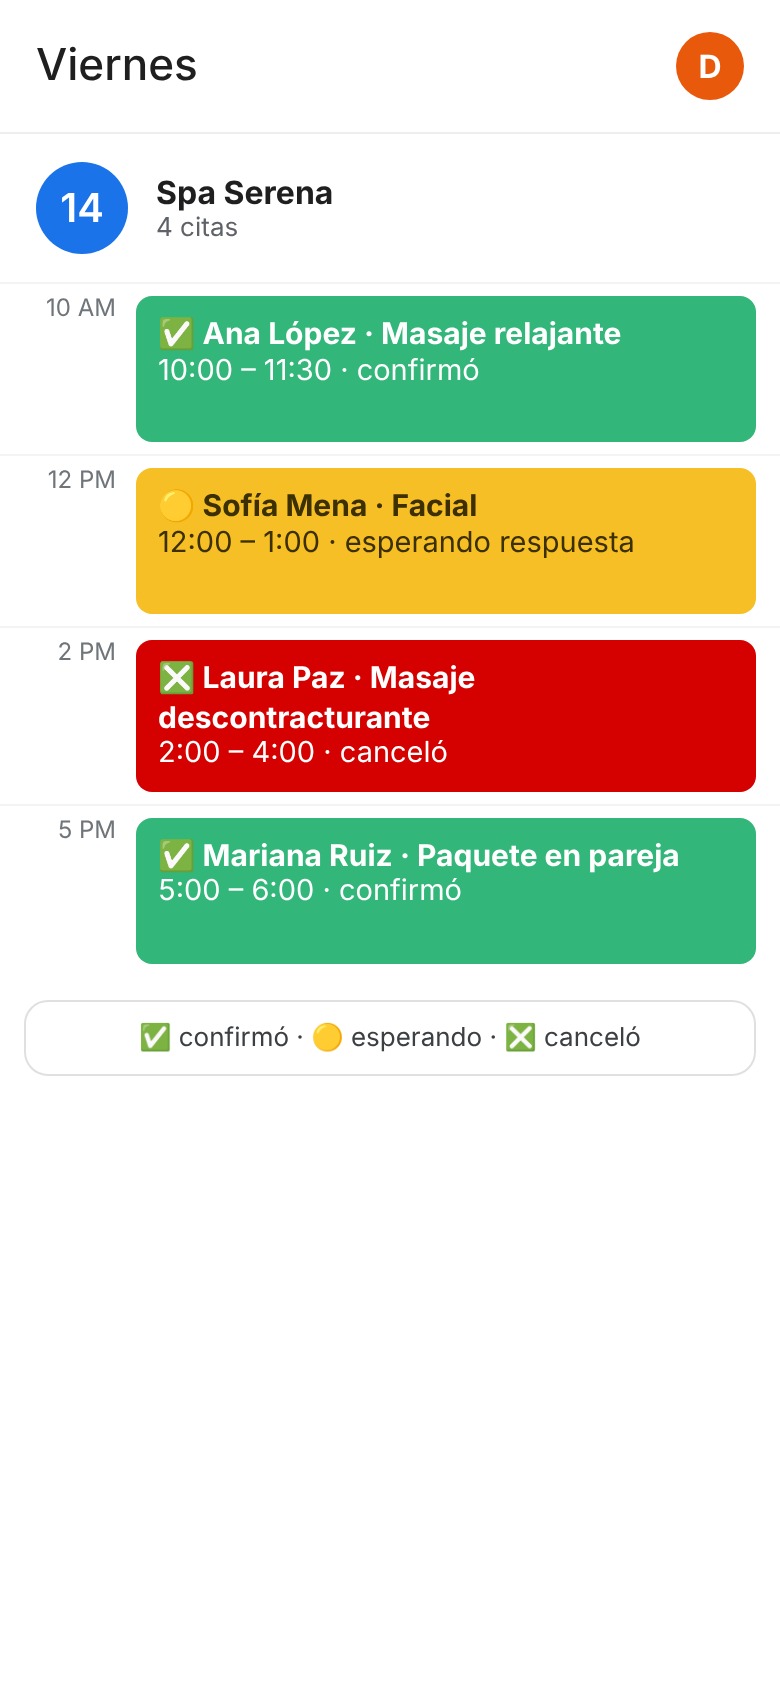 Viernes
D
14
Spa Serena
4 citas
10 AM
✅ Ana López · Masaje relajante
10:00 – 11:30 · confirmó
12 PM
🟡 Sofía Mena · Facial
12:00 – 1:00 · esperando respuesta
2 PM
❎ Laura Paz · Masaje
descontracturante
2:00 – 4:00 · canceló
5 PM
✅ Mariana Ruiz · Paquete en pareja
5:00 – 6:00 · confirmó
✅ confirmó · 🟡 esperando · ❎ canceló